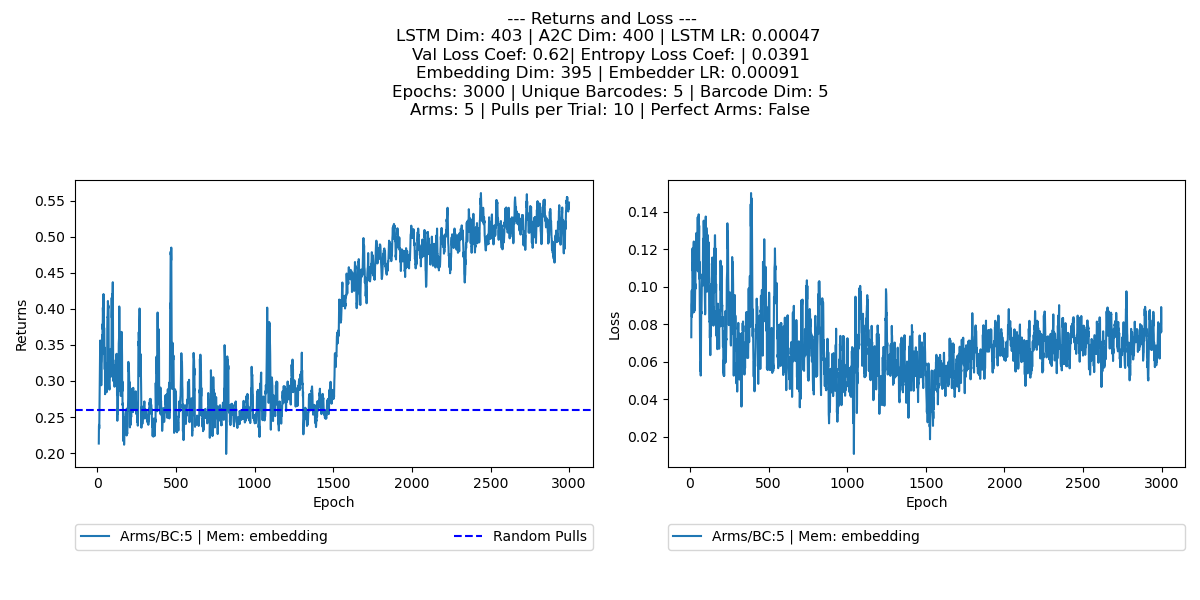 --- Returns and Loss ---
LSTM Dim: 403 | A2C Dim: 400 | LSTM LR: 0.00047
Val Loss Coef: 0.62| Entropy Loss Coef: | 0.0391
Embedding Dim: 395 | Embedder LR: 0.00091
Epochs: 3000 | Unique Barcodes: 5 | Barcode Dim: 5
Arms: 5 | Pulls per Trial: 10 | Perfect Arms: False
Returns
0.55
0.50
0.45
0.40
0.35
0.30
0.25
0.20
0 500 1000 1500 2000 2500 3000
Epoch
Arms/BC:5 | Mem: embedding Random Pulls
Loss
0.14
0.12
0.10
0.08
0.06
0.04
0.02
0 500 1000 1500 2000 2500 3000
Epoch
Arms/BC:5 | Mem: embedding